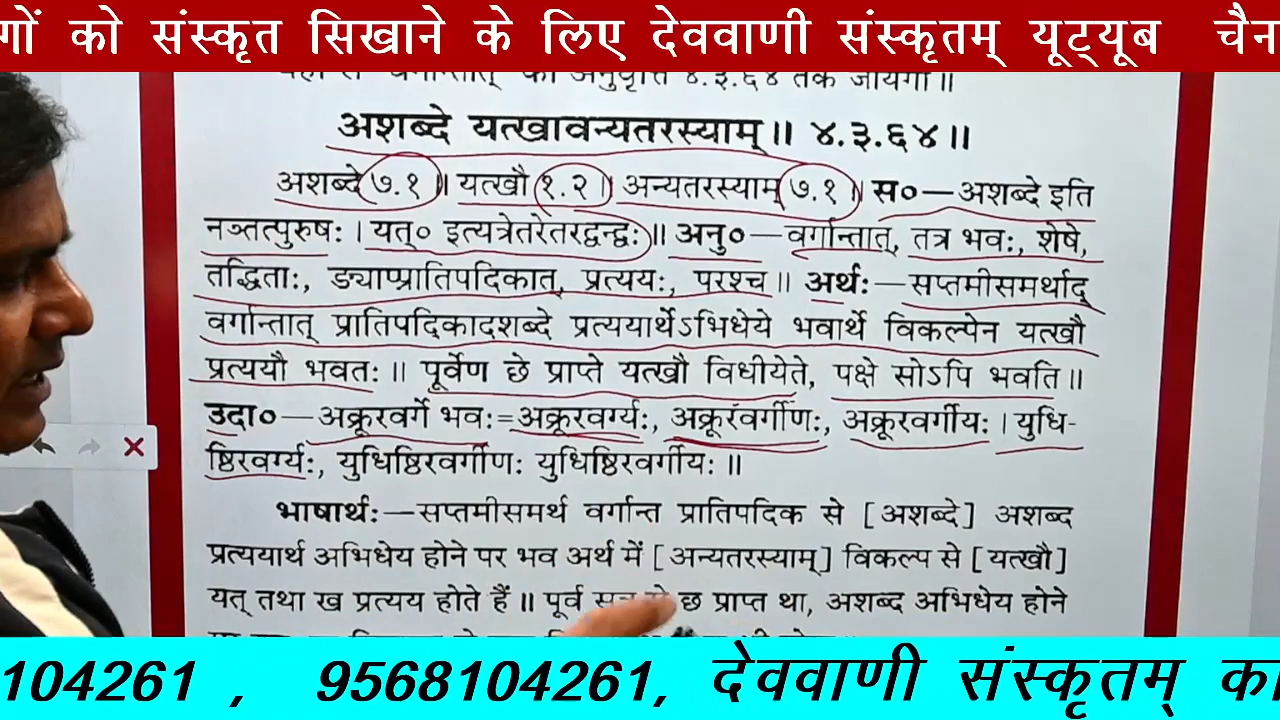 गों को संस्कृत सिखाने के लिए देववाणी संस्कृतम् यूट्यूब चैन
अनुवृत्ति ४.३.६४ तक जायेगी॥
अशब्दे यत्खावन्यतरस्याम्॥ ४.३.६४॥
अशब्दे ७.१॥ यत्खौ १.२॥ अन्यतरस्याम् ७.१॥ स०—अशब्दे इति
नञ्तत्पुरुषः। यत्० इत्यत्रेतरेतरद्वन्द्वः॥ अनु०—वर्गान्तात्, तत्र भवः, शेषे,
तद्धिताः, ङ्याप्प्रातिपदिकात्, प्रत्ययः, परश्च॥ अर्थः—सप्तमीसमर्थाद्
वर्गान्तात् प्रातिपदिकादशब्दे प्रत्ययार्थेऽभिधेये भवार्थे विकल्पेन यत्खौ
प्रत्ययौ भवतः॥ पूर्वेण छे प्राप्ते यत्खौ विधीयेते, पक्षे सोऽपि भवति॥
उदा०—अक्रूरवर्गे भवः=अक्रूरवर्ग्यः, अक्रूरवर्गीणः, अक्रूरवर्गीयः। युधि-
ष्ठिरवर्ग्यः, युधिष्ठिरवर्गीणः युधिष्ठिरवर्गीयः॥
भाषार्थः—सप्तमीसमर्थ वर्गान्त प्रातिपदिक से [अशब्दे] अशब्द
प्रत्ययार्थ अभिधेय होने पर भव अर्थ में [अन्यतरस्याम्] विकल्प से [यत्खौ]
यत् तथा ख प्रत्यय होते हैं॥ पूर्व छ प्राप्त था, अशब्द अभिधेय होने
104261 , 9568104261, देववाणी संस्कृतम् का